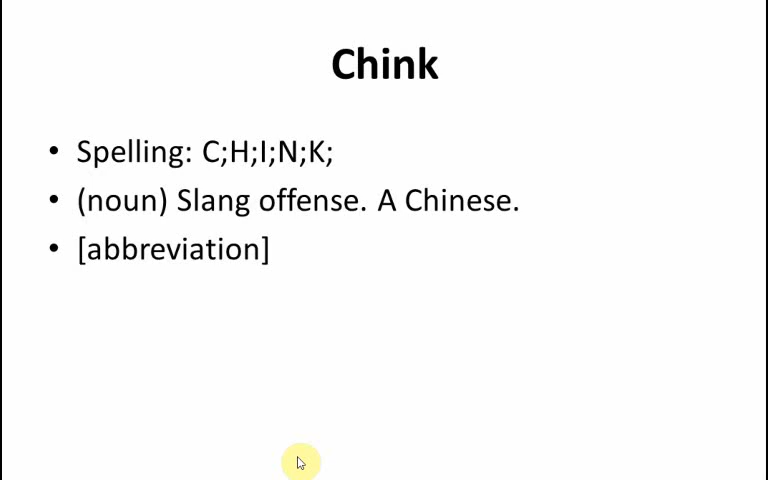 Chink
• Spelling: C;H;I;N;K;
• (noun) Slang offense. A Chinese.
• [abbreviation]